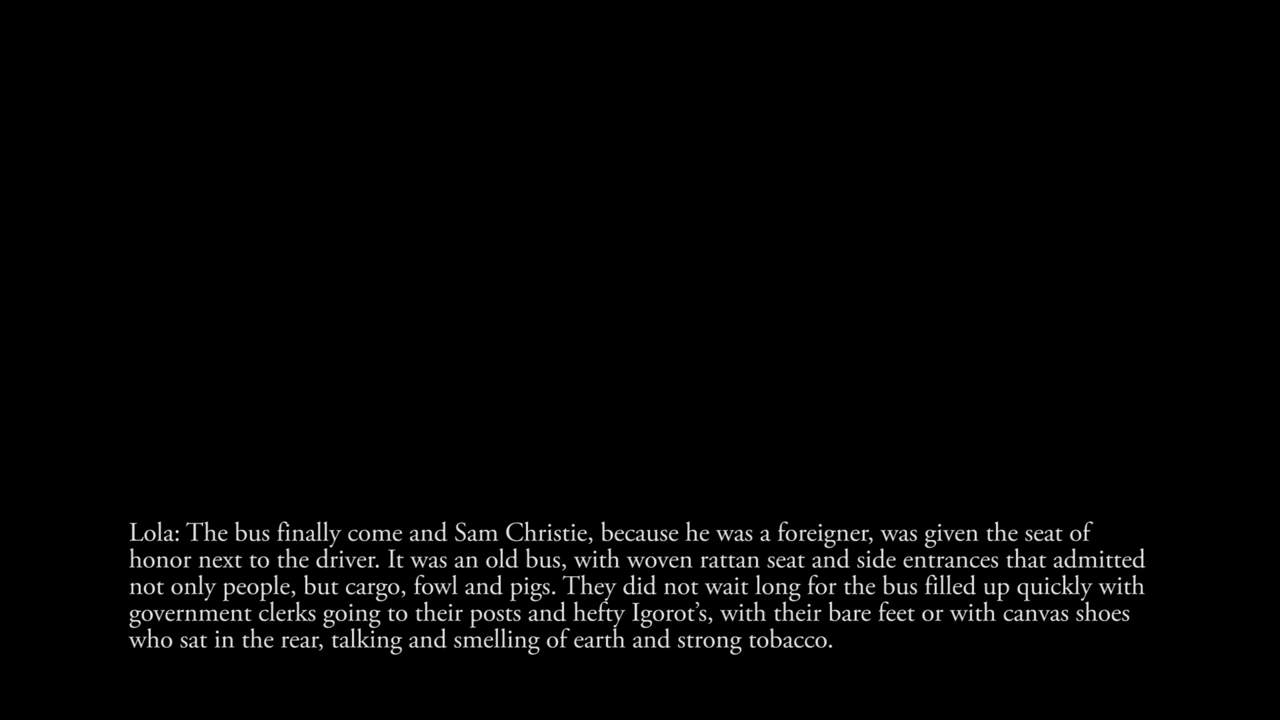 Lola: The bus finally come and Sam Christie, because he was a foreigner, was given the seat of
honor next to the driver. It was an old bus, with woven rattan seat and side entrances that admitted
not only people, but cargo, fowl and pigs. They did not wait long for the bus filled up quickly with
government clerks going to their posts and hefty Igorot’s, with their bare feet or with canvas shoes
who sat in the rear, talking and smelling of earth and strong tobacco.